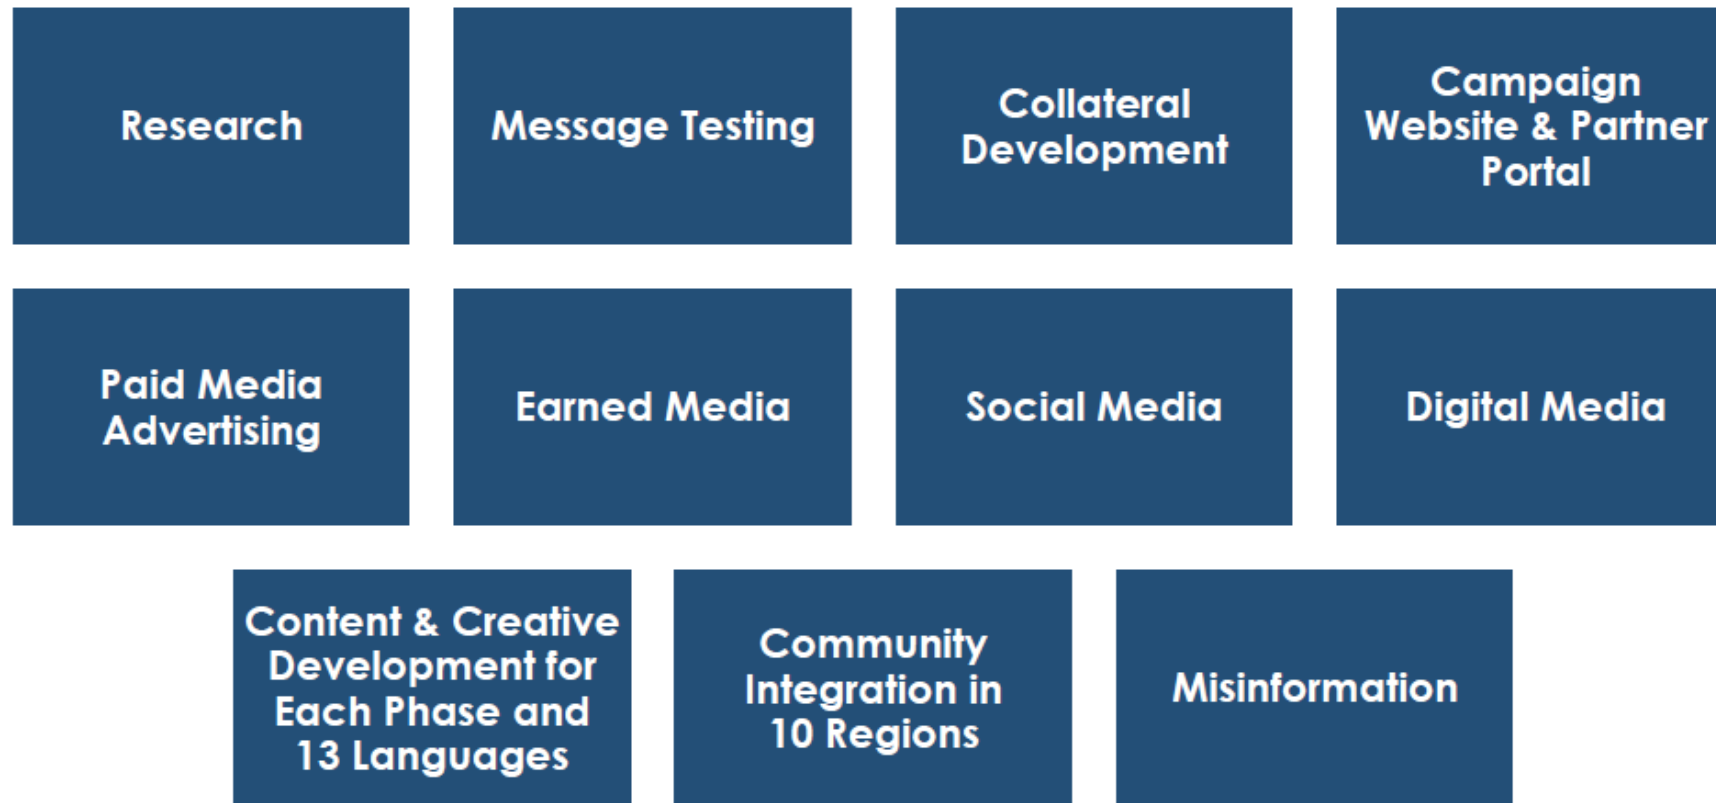 Research
Message Testing
Collateral
Development
Campaign
Website & Partner
Portal
Paid Media
Advertising
Earned Media
Social Media
Digital Media
Content & Creative
Development for
Each Phase and
13 Languages
Community
Integration in
10 Regions
Misinformation